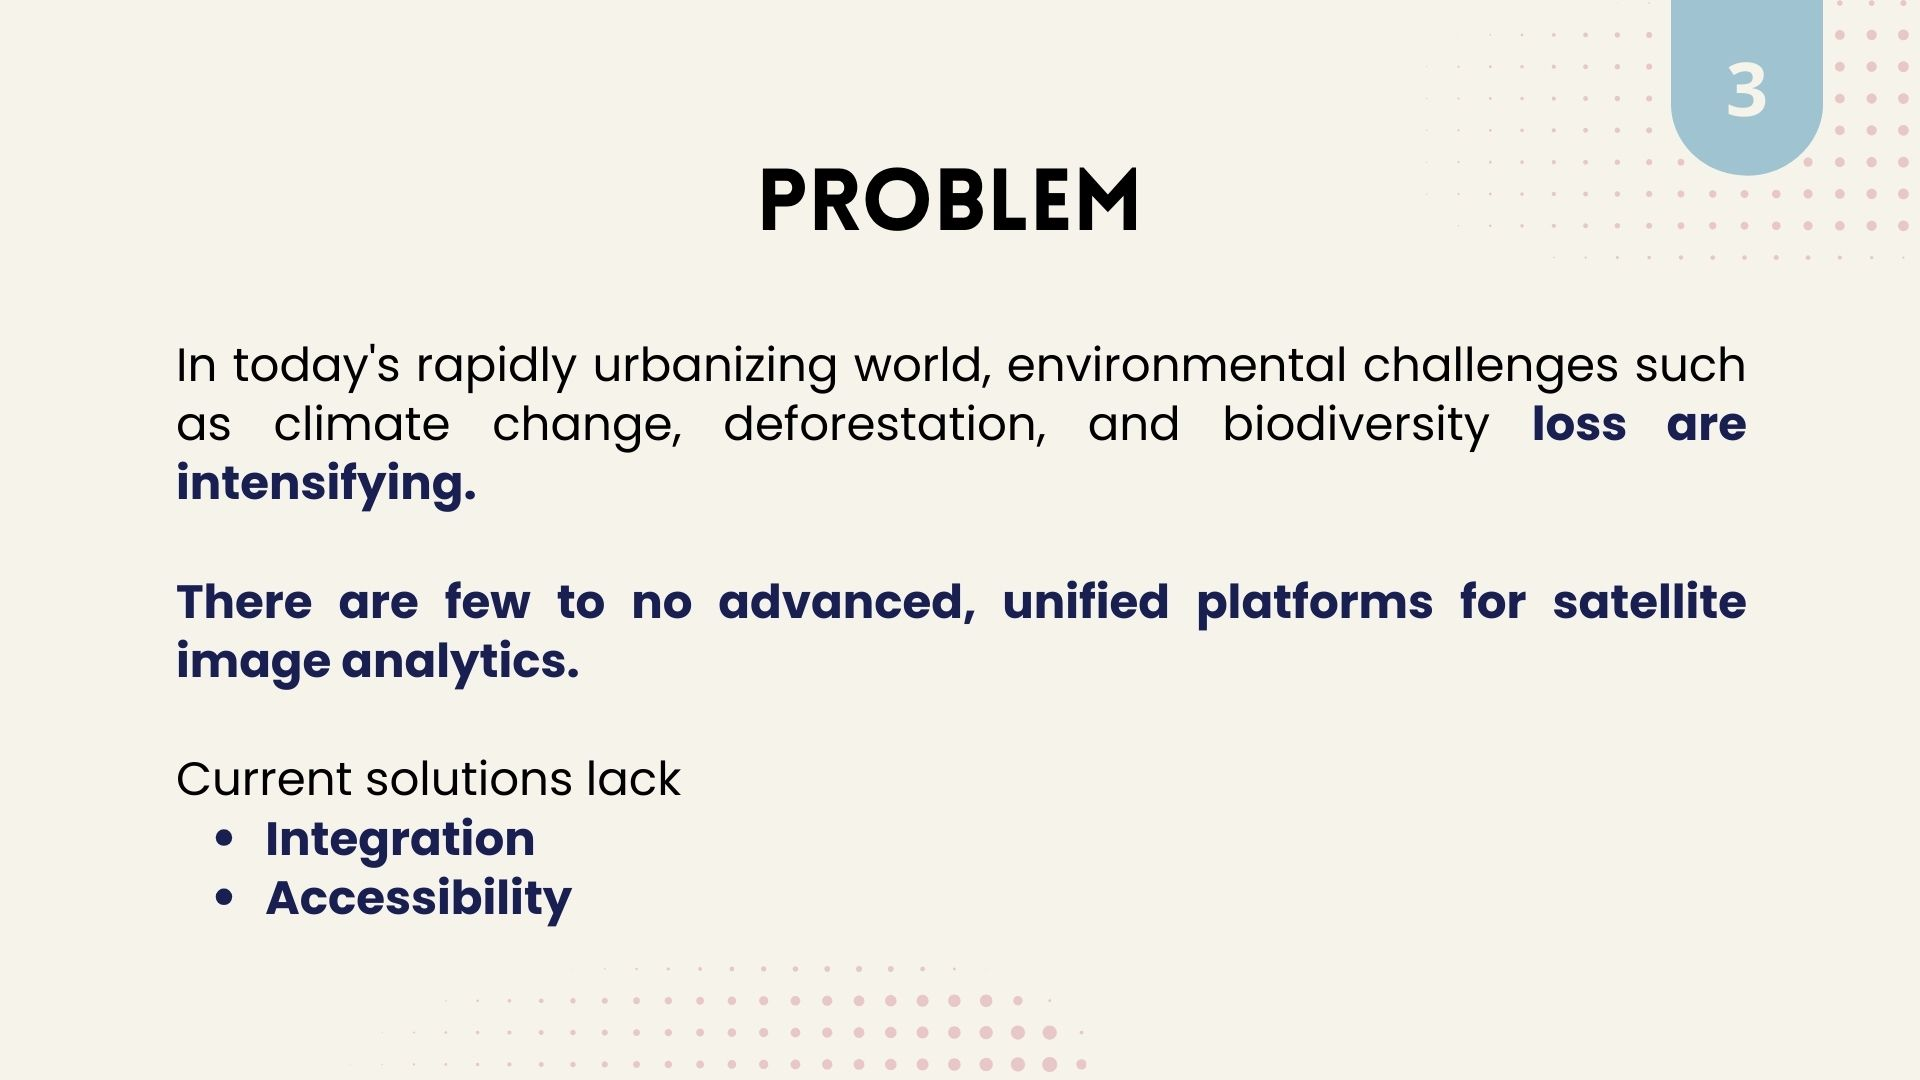 3
PROBLEM
In today's rapidly urbanizing world, environmental challenges such
as climate change, deforestation, and biodiversity loss are
intensifying.
There are few to no advanced, unified platforms for satellite
image analytics.
Current solutions lack
• Integration
• Accessibility